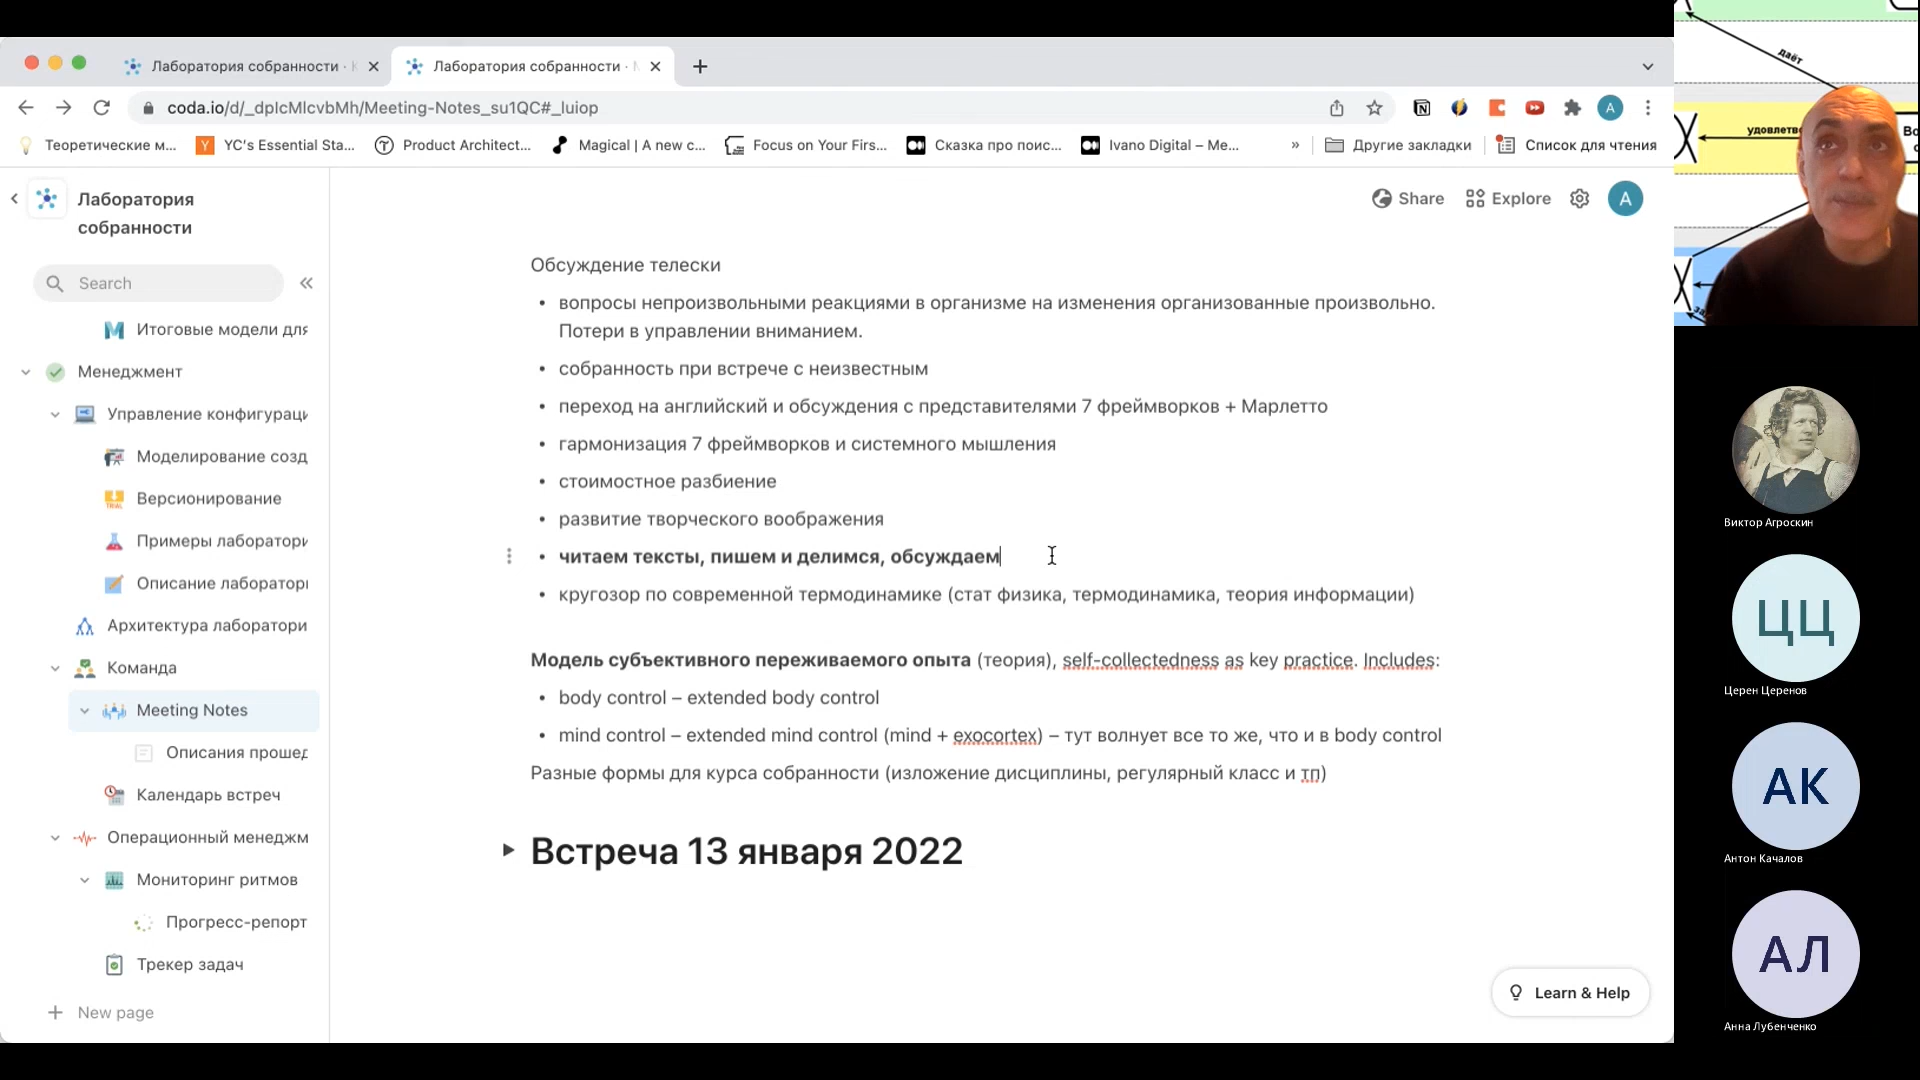 Лаборатория собранности ·
Лаборатория собранности ·
coda.io/d/_dpIcMlcvbMh/Meeting-Notes_su1QC#_luiop
Теоретические м...
YC's Essential Sta...
Product Architect...
Magical | A new c...
Focus on Your Firs...
Сказка про поис...
Ivano Digital – Me...
»
Другие закладки
Список для чтения
Лаборатория
собранности
Search
Итоговые модели для
Менеджмент
Управление конфигураци
Моделирование созд
Версионирование
Примеры лаборатори
Описание лаборатори
Архитектура лаборатори
Команда
Meeting Notes
Описания прошед
Календарь встреч
Операционный менеджм
Мониторинг ритмов
Прогресс-репорт
Трекер задач
New page
Share
Explore
A
A
Обсуждение телески
• вопросы непроизвольными реакциями в организме на изменения организованные произвольно.
Потери в управлении вниманием.
• собранность при встрече с неизвестным
• переход на английский и обсуждения с представителями 7 фреймворков + Марлетто
• гармонизация 7 фреймворков и системного мышления
• стоимостное разбиение
• развитие творческого воображения
• читаем тексты, пишем и делимся, обсуждаем
• кругозор по современной термодинамике (стат физика, термодинамика, теория информации)
Модель субъективного переживаемого опыта (теория), self-collectedness as key practice. Includes:
• body control – extended body control
• mind control – extended mind control (mind + exocortex) – тут волнует все то же, что и в body control
Разные формы для курса собранности (изложение дисциплины, регулярный класс и тп)
Встреча 13 января 2022
Learn & Help
даёт
удовлетв
Во
Виктор Агроскин
ЦЦ
Церен Церенов
АК
Антон Качалов
АЛ
Анна Лубенченко